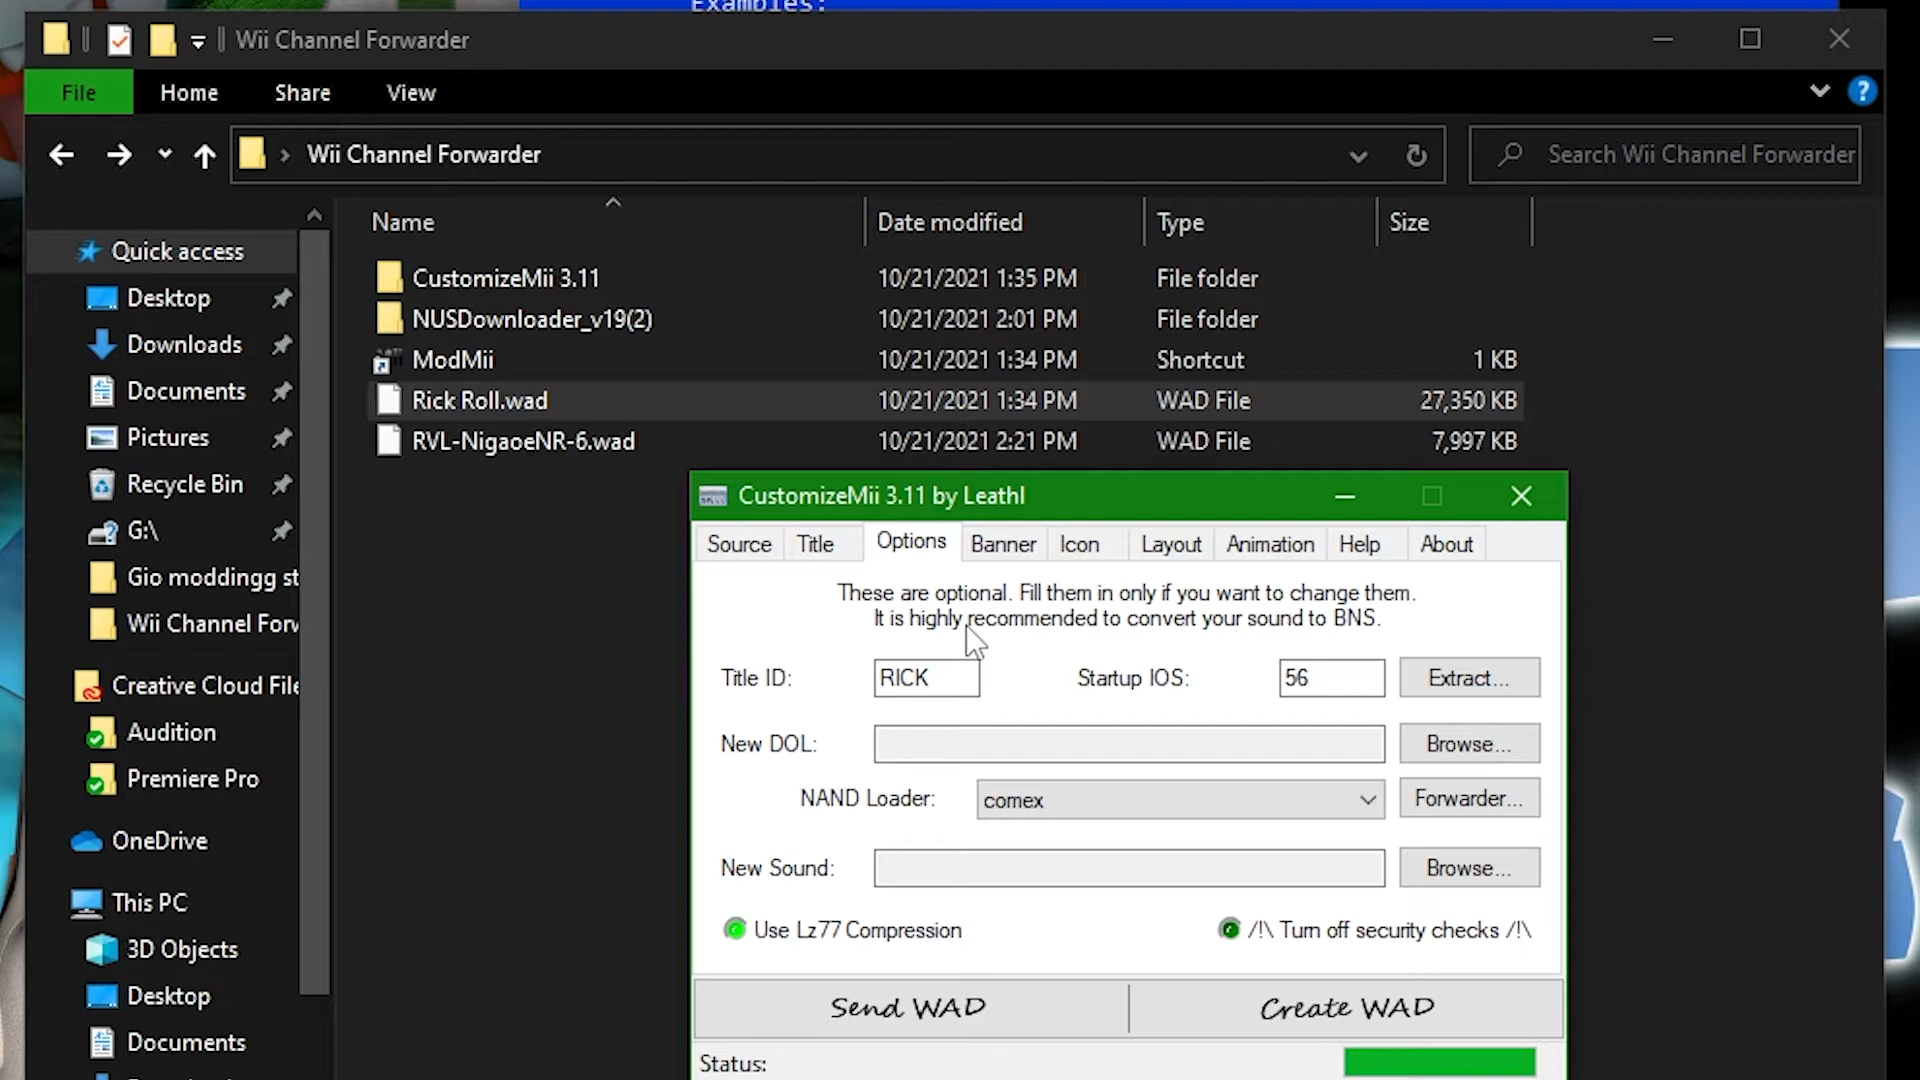 Examples:
Wii Channel Forwarder
File
Home
Share
View
?
Wii Channel Forwarder
Search Wii Channel Forwarder
Name
Date modified
Type
Size
Quick access
Desktop
Downloads
Documents
Pictures
Recycle Bin
G:\
Gio moddingg st
Wii Channel Forw
Creative Cloud File
Audition
Premiere Pro
OneDrive
This PC
3D Objects
Desktop
Documents
CustomizeMii 3.11 10/21/2021 1:35 PM File folder
NUSDownloader_v19(2) 10/21/2021 2:01 PM File folder
ModMii 10/21/2021 1:34 PM Shortcut 1 KB
Rick Roll.wad 10/21/2021 1:34 PM WAD File 27,350 KB
RVL-NigaoeNR-6.wad 10/21/2021 2:21 PM WAD File 7,997 KB
CustomizeMii 3.11 by Leathl
Source Title Options Banner Icon Layout Animation Help About
These are optional. Fill them in only if you want to change them.
It is highly recommended to convert your sound to BNS.
Title ID: RICK Startup IOS: 56 Extract...
New DOL: Browse...
NAND Loader: comex Forwarder...
New Sound: Browse...
Use Lz77 Compression /!\ Turn off security checks /!\
Send WAD Create WAD
Status: